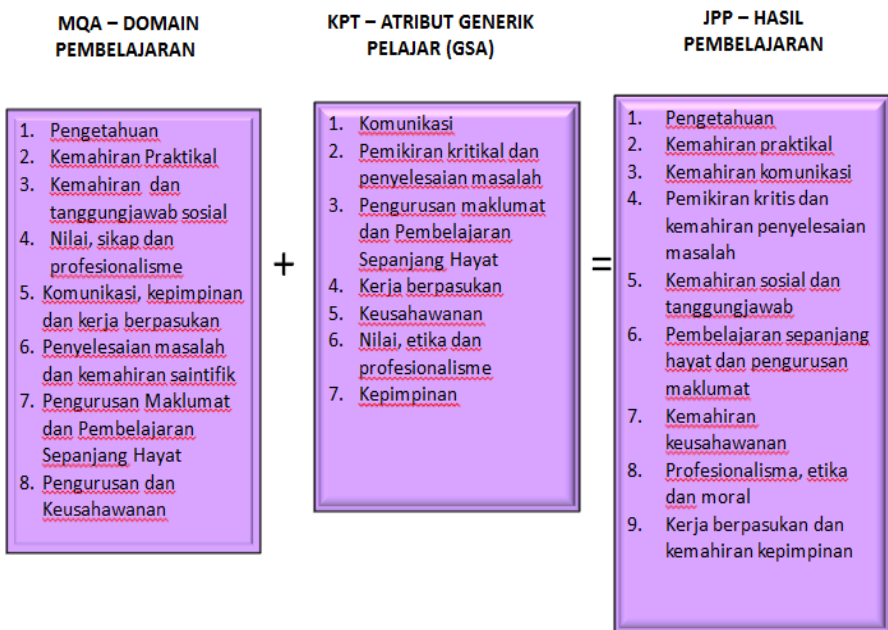 MQA – DOMAIN
PEMBELAJARAN
1. Pengetahuan
2. Kemahiran Praktikal
3. Kemahiran dan
tanggungjawab sosial
4. Nilai, sikap dan
profesionalisme
5. Komunikasi, kepimpinan
dan kerja berpasukan
6. Penyelesaian masalah
dan kemahiran saintifik
7. Pengurusan Maklumat
dan Pembelajaran
Sepanjang Hayat
8. Pengurusan dan
Keusahawanan
+
KPT – ATRIBUT GENERIK
PELAJAR (GSA)
1. Komunikasi
2. Pemikiran kritikal dan
penyelesaian masalah
3. Pengurusan maklumat
dan Pembelajaran
Sepanjang Hayat
4. Kerja berpasukan
5. Keusahawanan
6. Nilai, etika dan
profesionalisme
7. Kepimpinan
=
JPP – HASIL
PEMBELAJARAN
1. Pengetahuan
2. Kemahiran praktikal
3. Kemahiran komunikasi
4. Pemikiran kritis dan
kemahiran penyelesaian
masalah
5. Kemahiran sosial dan
tanggungjawab
6. Pembelajaran sepanjang
hayat dan pengurusan
maklumat
7. Kemahiran
keusahawanan
8. Profesionalisma, etika
dan moral
9. Kerja berpasukan dan
kemahiran kepimpinan